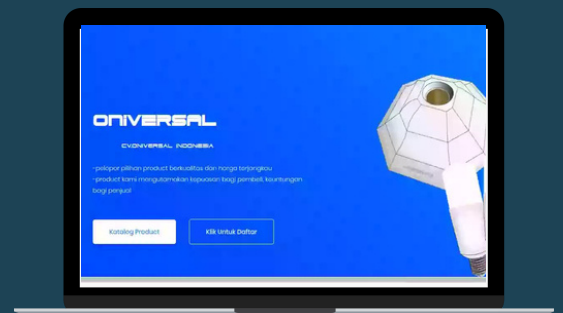 ONIVERSAL
CV.ONIVERSAL INDONESIA
-pelopor pilihan product berkualitas dan harga terjangkau
-product kami mengutamakan kepuasan bagi pembeli, keuntungan
bagi penjual
Katalog Product
Klik Untuk Daftar